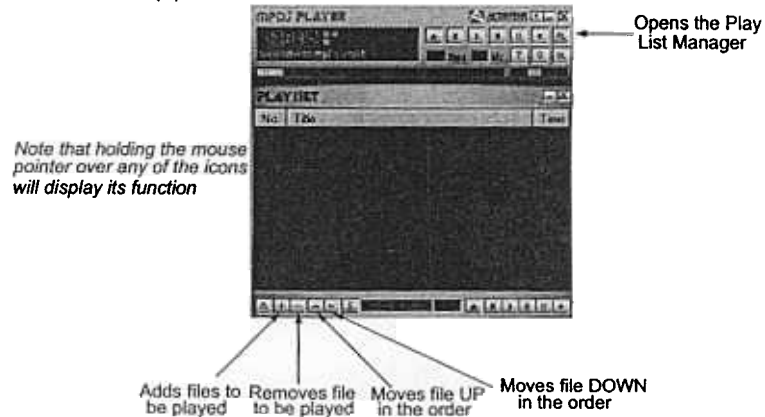 MPDJ PLAYER
Opens the Play
List Manager
PLAYLIST
No Title Time
Note that holding the mouse
pointer over any of the icons
will display its function
Adds files to
be played
Removes file
to be played
Moves file UP
in the order
Moves file DOWN
in the order